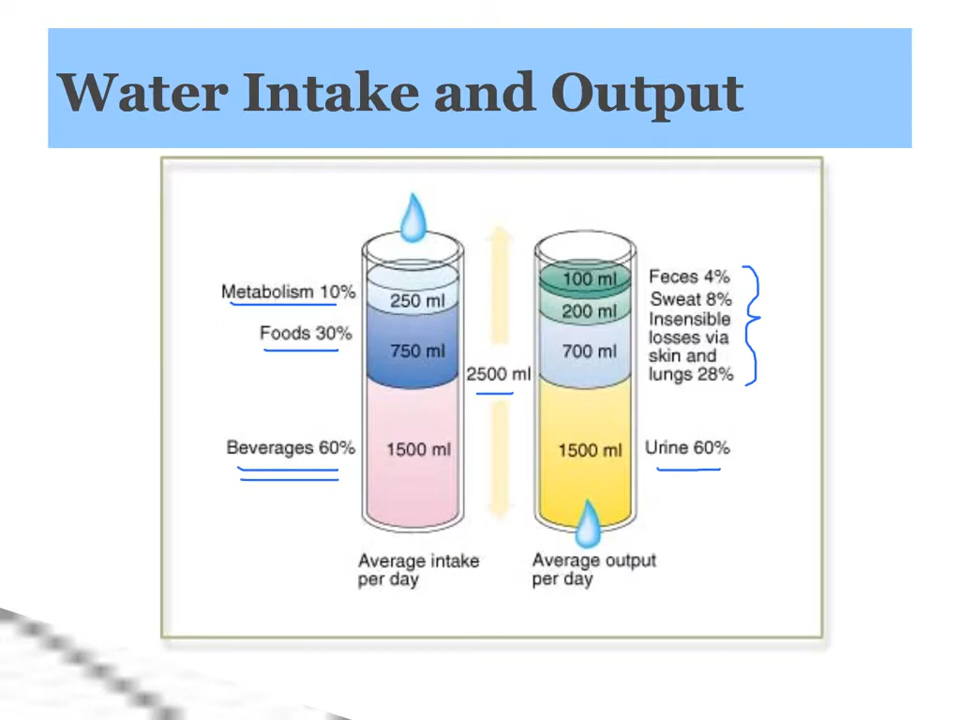 Water Intake and Output
Metabolism 10%
250 ml
Foods 30%
750 ml
Beverages 60%
1500 ml
Average intake
per day
2500 ml
100 ml
Feces 4%
200 ml
Sweat 8%
700 ml
Insensible
losses via
skin and
lungs 28%
1500 ml
Urine 60%
Average output
per day